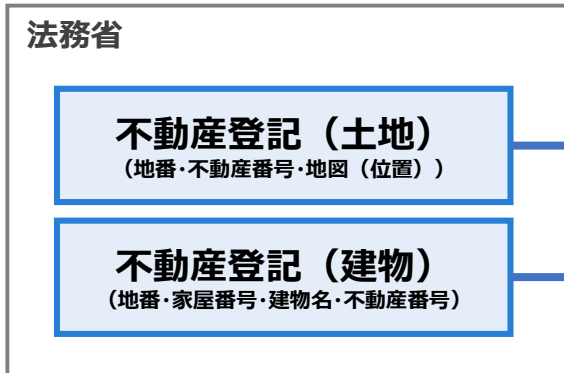 法務省
不動産登記（土地）
（地番・不動産番号・地図（位置））
不動産登記（建物）
（地番・家屋番号・建物名・不動産番号）